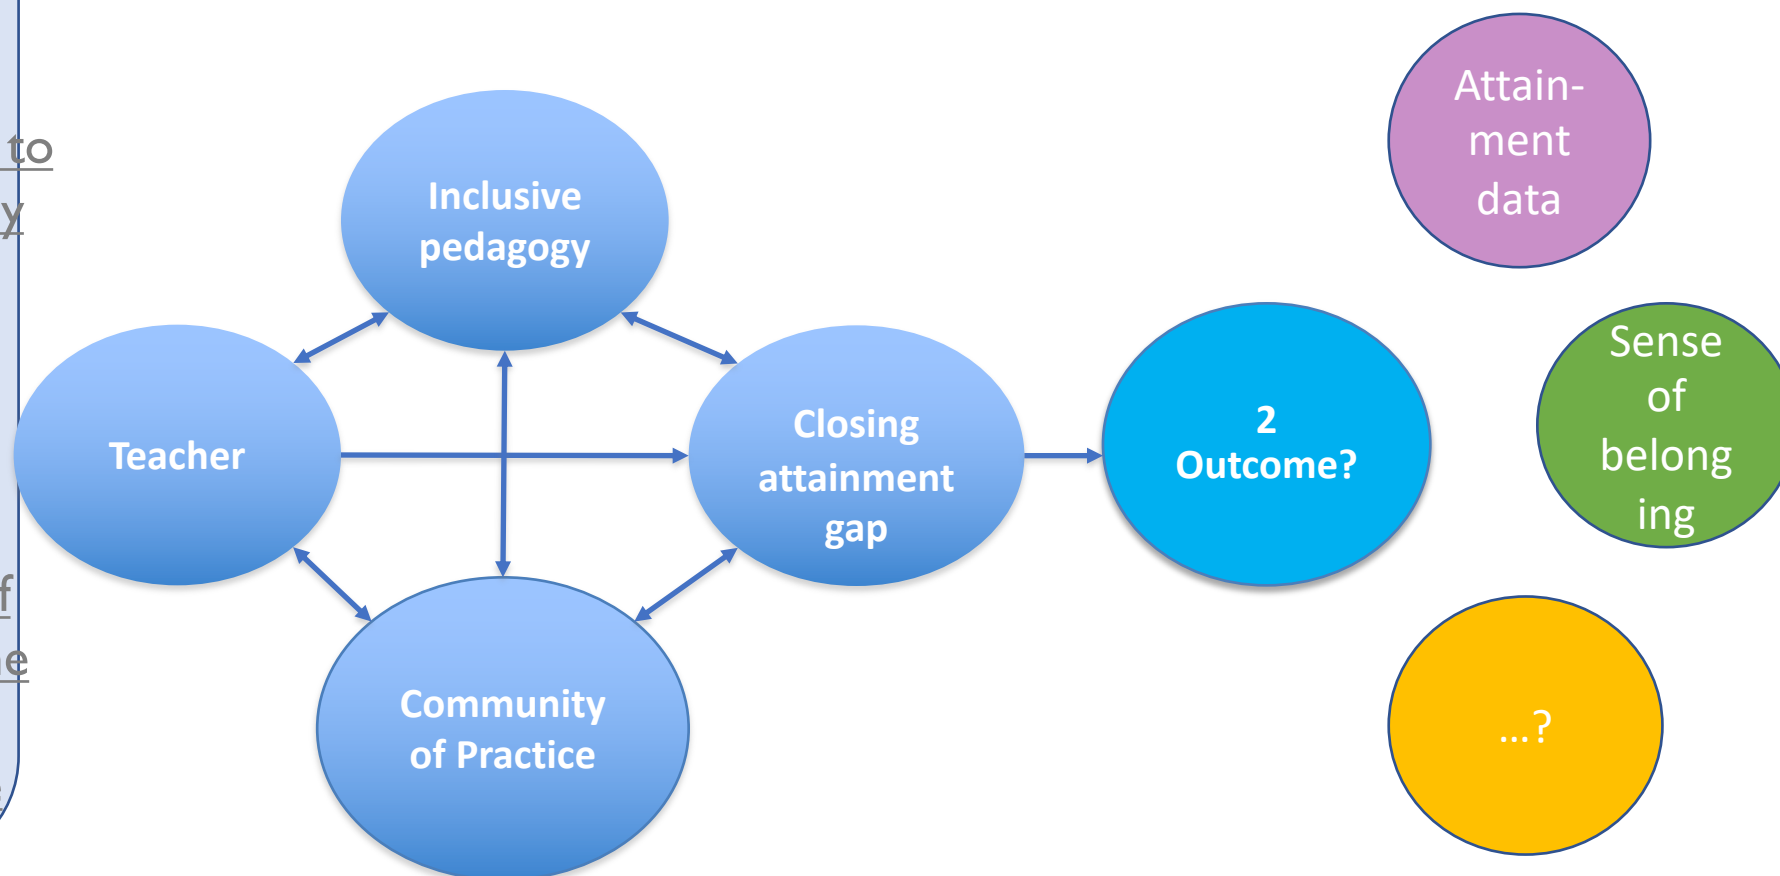 to
y
f
Inclusive
pedagogy
Teacher
Closing
attainment
gap
Community
of Practice
2
Outcome?
Attain-
ment
data
Sense
of
belong
ing
...?